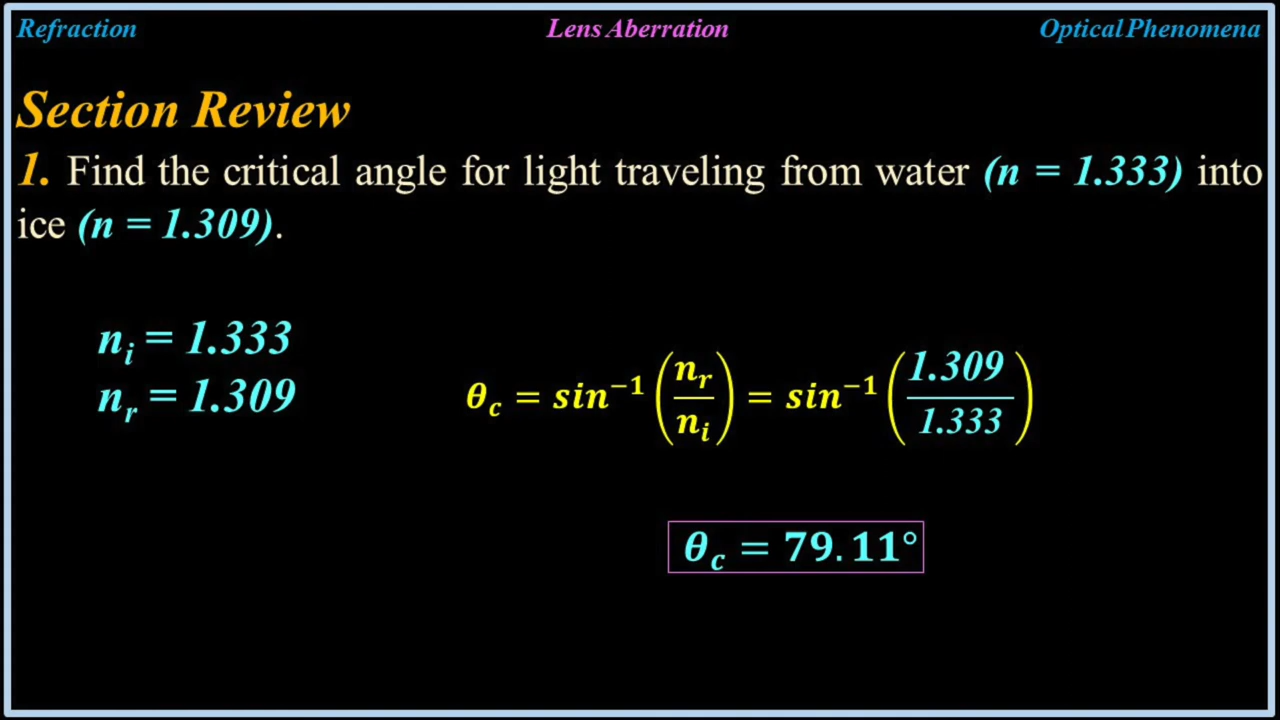 Refraction Lens Aberration Optical Phenomena
Section Review
1. Find the critical angle for light traveling from water (n = 1.333) into
ice (n = 1.309).
nᵢ = 1.333
nᵣ = 1.309
θ_c = sin⁻¹(nᵣ/nᵢ) = sin⁻¹(1.309/1.333)
θ_c = 79.11°